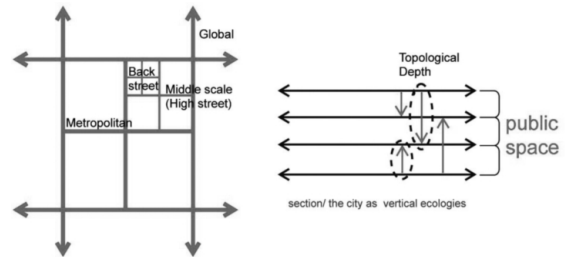 Global
Back
street
Middle scale
(High street)
Metropolitan
Topological
Depth
public
space
section/ the city as vertical ecologies